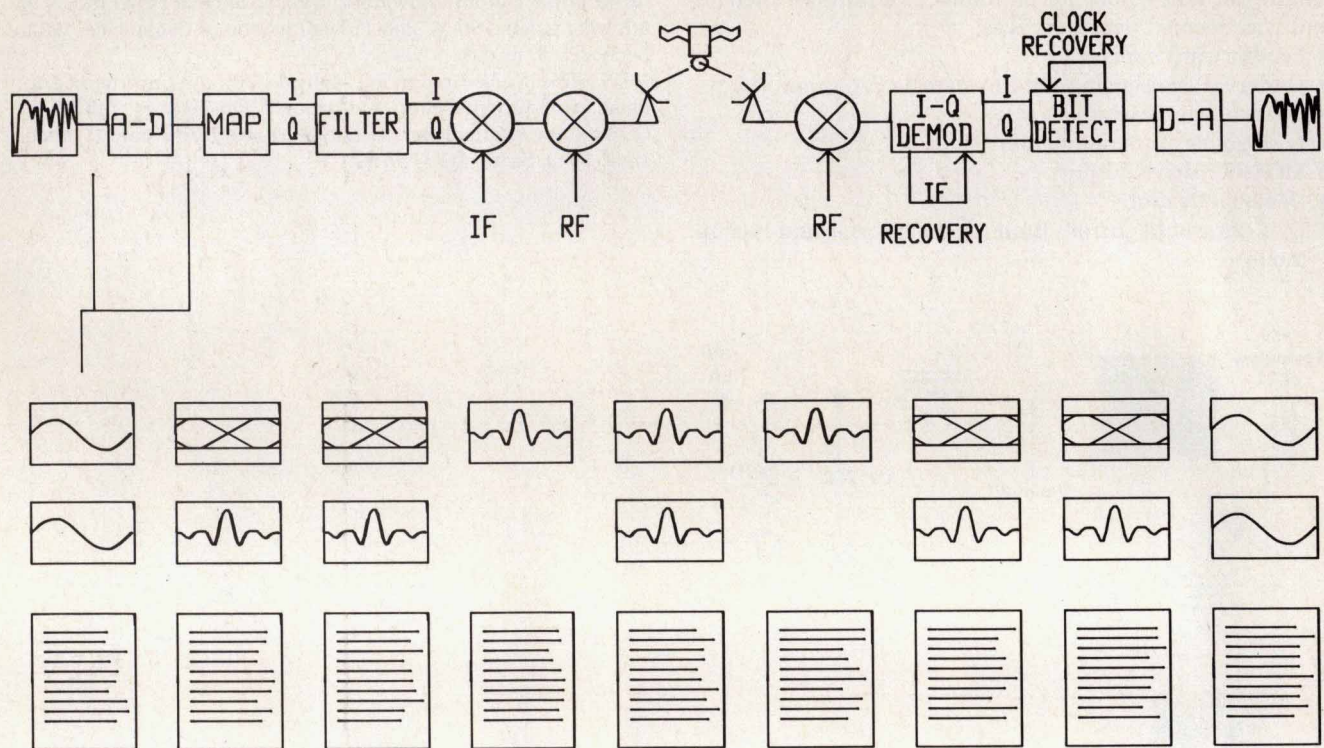 CLOCK
RECOVERY
A-D
MAP
I
Q
FILTER
I
Q
I-Q
DEMOD
I
Q
BIT
DETECT
D-A
IF
RF
RF
IF
RECOVERY